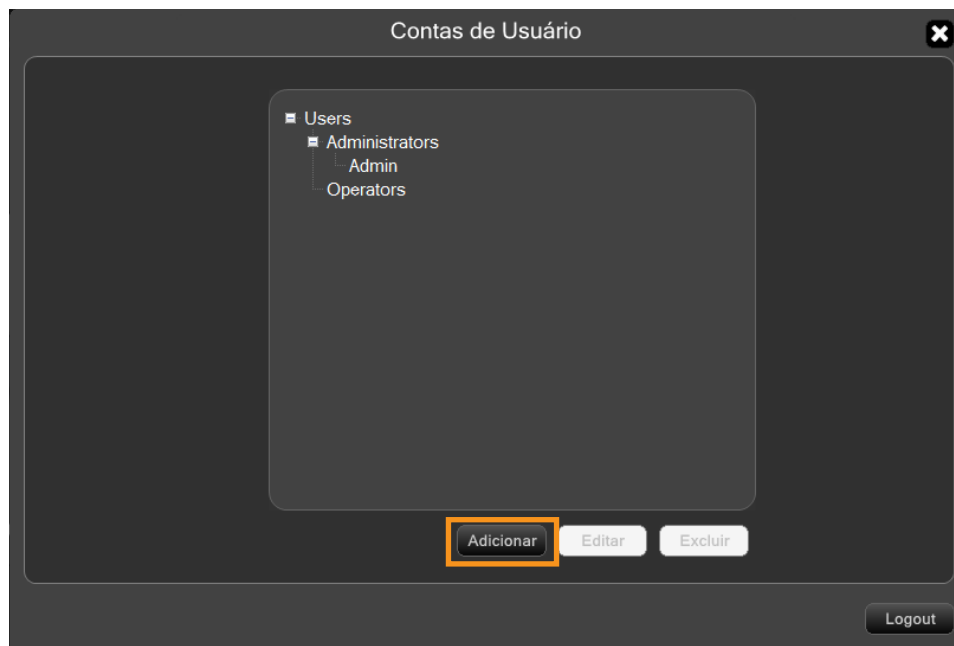 Contas de Usuário
Users
Administrators
Admin
Operators
Adicionar Editar Excluir
Logout